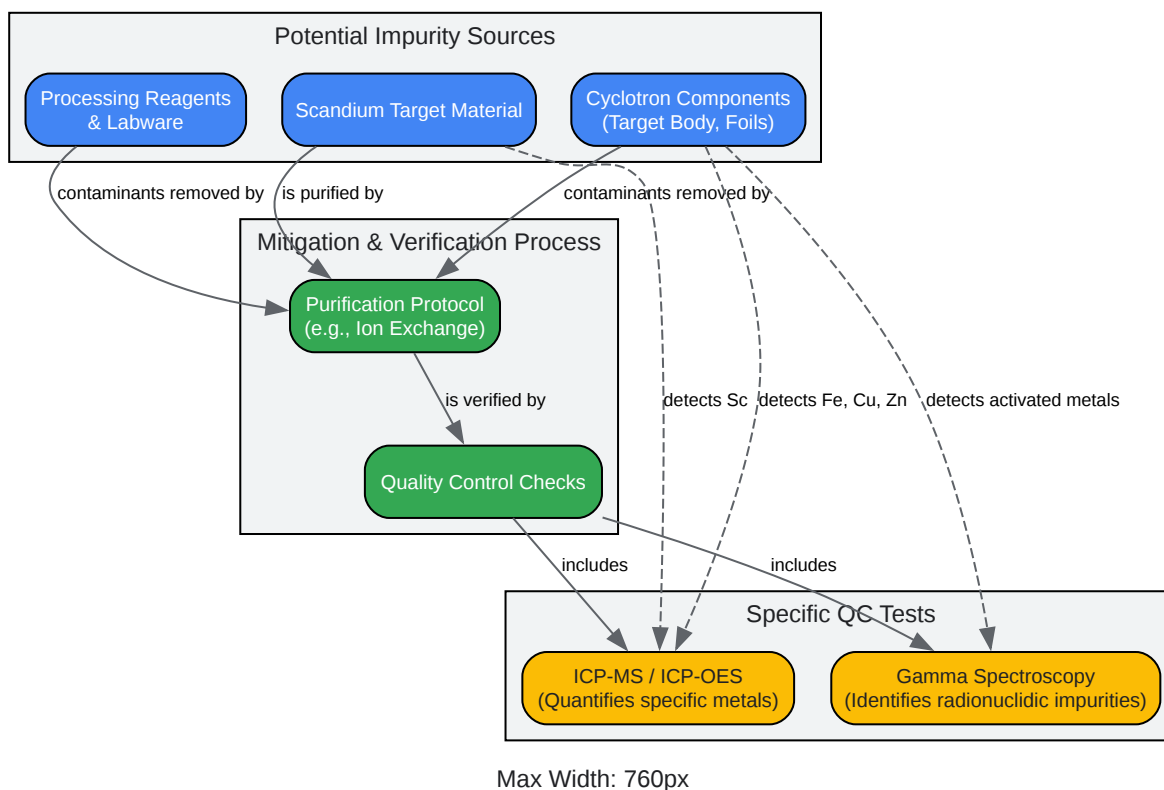 Potential Impurity Sources
Processing Reagents
& Labware
Scandium Target Material
Cyclotron Components
(Target Body, Foils)
contaminants removed by
is purified by
contaminants removed by
Mitigation & Verification Process
Purification Protocol
(e.g., Ion Exchange)
is verified by
detects Sc
detects Fe, Cu, Zn
detects activated metals
Quality Control Checks
includes
includes
Specific QC Tests
ICP-MS / ICP-OES
(Quantifies specific metals)
Gamma Spectroscopy
(Identifies radionuclidic impurities)
Max Width: 760px